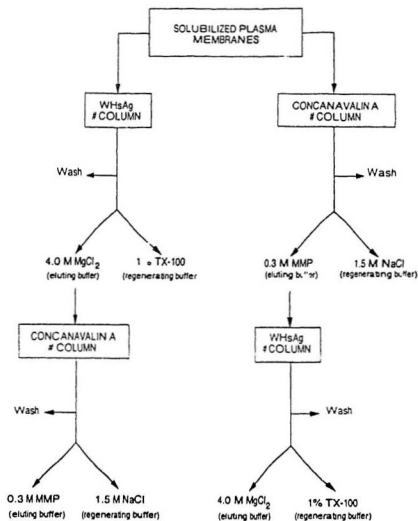 SOLUBILIZED PLASMA
MEMBRANES
WHsAg
# COLUMN
CONCANAVALIN A
# COLUMN
Wash
Wash
4.0 M MgCl₂
(eluting buffer)
1 % TX-100
(regenerating buffer
0.3 M MMP
(eluting buffer)
1.5 M NaCl
(regenerating buffer)
CONCANAVALIN A
# COLUMN
WHsAg
# COLUMN
Wash
Wash
0.3 M MMP
(eluting buffer)
1.5 M NaCl
(regenerating buffer)
4.0 M MgCl₂
(eluting buffer)
1% TX-100
(regenerating buffer)